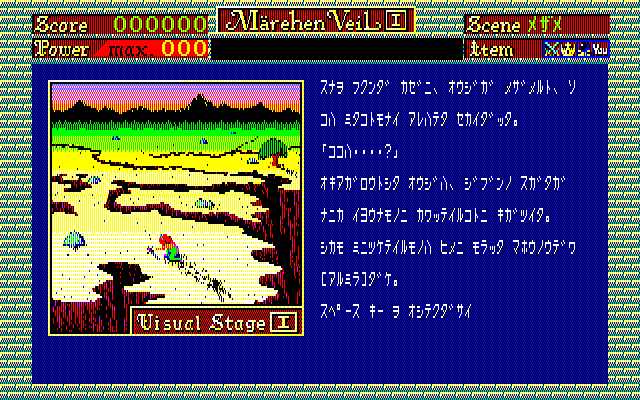 Score 000000
Märchen Veil I
Scene メザメ
Power max. 000
Item You
スナヲ フクンダ カゼニ、オウジガ メザメルト、ソ
コハ ミタコトモナイ アレハテタ セカイダッタ。
「ココハ・・・・?」
オキアガロウトシタ オウジハ、ジブンノ スガタガ
ナニカ イヨウナモノニ カワッテイルコトニ キガツイタ。
シカモ ミニツケテイルモノハ ヒメニ モラッタ マホウノウデワ
[アルミラ]ダケ。
スペース キー ヲ オシテクダサイ
Visual Stage I